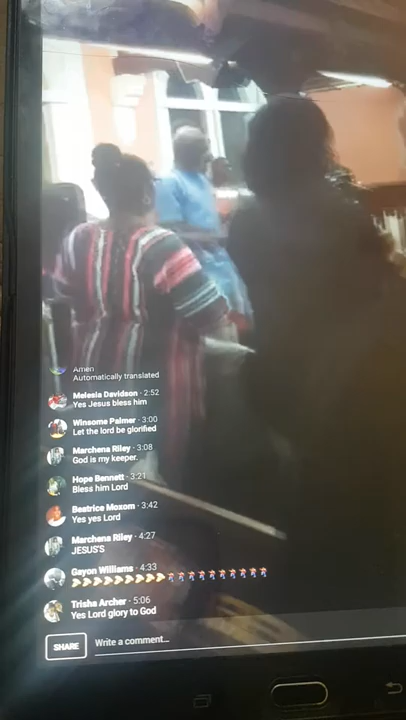 Amen
Automatically translated
Malesia Davidson · 2:52
Yes Jesus bless him
Winsome Palmer · 3:00
Let the lord be glorified
Marchena Riley · 3:08
God is my keeper.
Hope Bennett · 3:21
Bless him Lord
Beatrice Moxom · 3:42
Yes yes Lord
Marchena Riley · 4:27
JESUS'S
Gayon Williams · 4:33
Trisha Archer · 5:06
Yes Lord glory to God
SHARE
Write a comment...